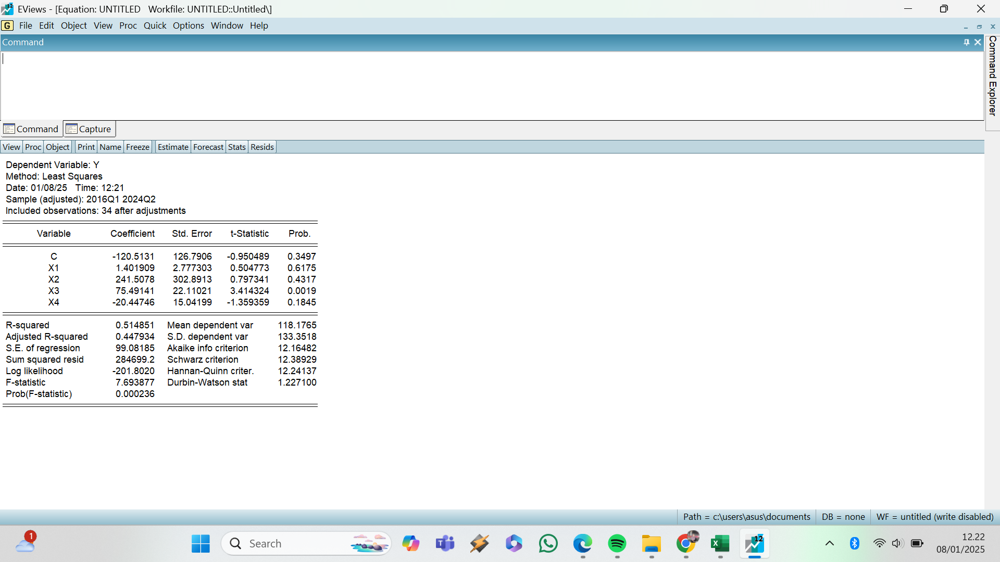 EViews - [Equation: UNTITLED   Workfile: UNTITLED::Untitled\]
G File Edit Object View Proc Quick Options Window Help
Command
Command Explorer
Command Capture
View Proc Object Print Name Freeze Estimate Forecast Stats Resids
Dependent Variable: Y
Method: Least Squares
Date: 01/08/25   Time: 12:21
Sample (adjusted): 2016Q1 2024Q2
Included observations: 34 after adjustments
Variable Coefficient Std. Error t-Statistic Prob.
C -120.5131 126.7906 -0.950489 0.3497
X1 1.401909 2.777303 0.504773 0.6175
X2 241.5078 302.8913 0.797341 0.4317
X3 75.49141 22.11021 3.414324 0.0019
X4 -20.44746 15.04199 -1.359359 0.1845
R-squared 0.514851 Mean dependent var 118.1765
Adjusted R-squared 0.447934 S.D. dependent var 133.3518
S.E. of regression 99.08185 Akaike info criterion 12.16482
Sum squared resid 284699.2 Schwarz criterion 12.38929
Log likelihood -201.8020 Hannan-Quinn criter. 12.24137
F-statistic 7.693877 Durbin-Watson stat 1.227100
Prob(F-statistic) 0.000236
Path = c:\users\asus\documents DB = none WF = untitled (write disabled)
1 Search 12 12.22
08/01/2025